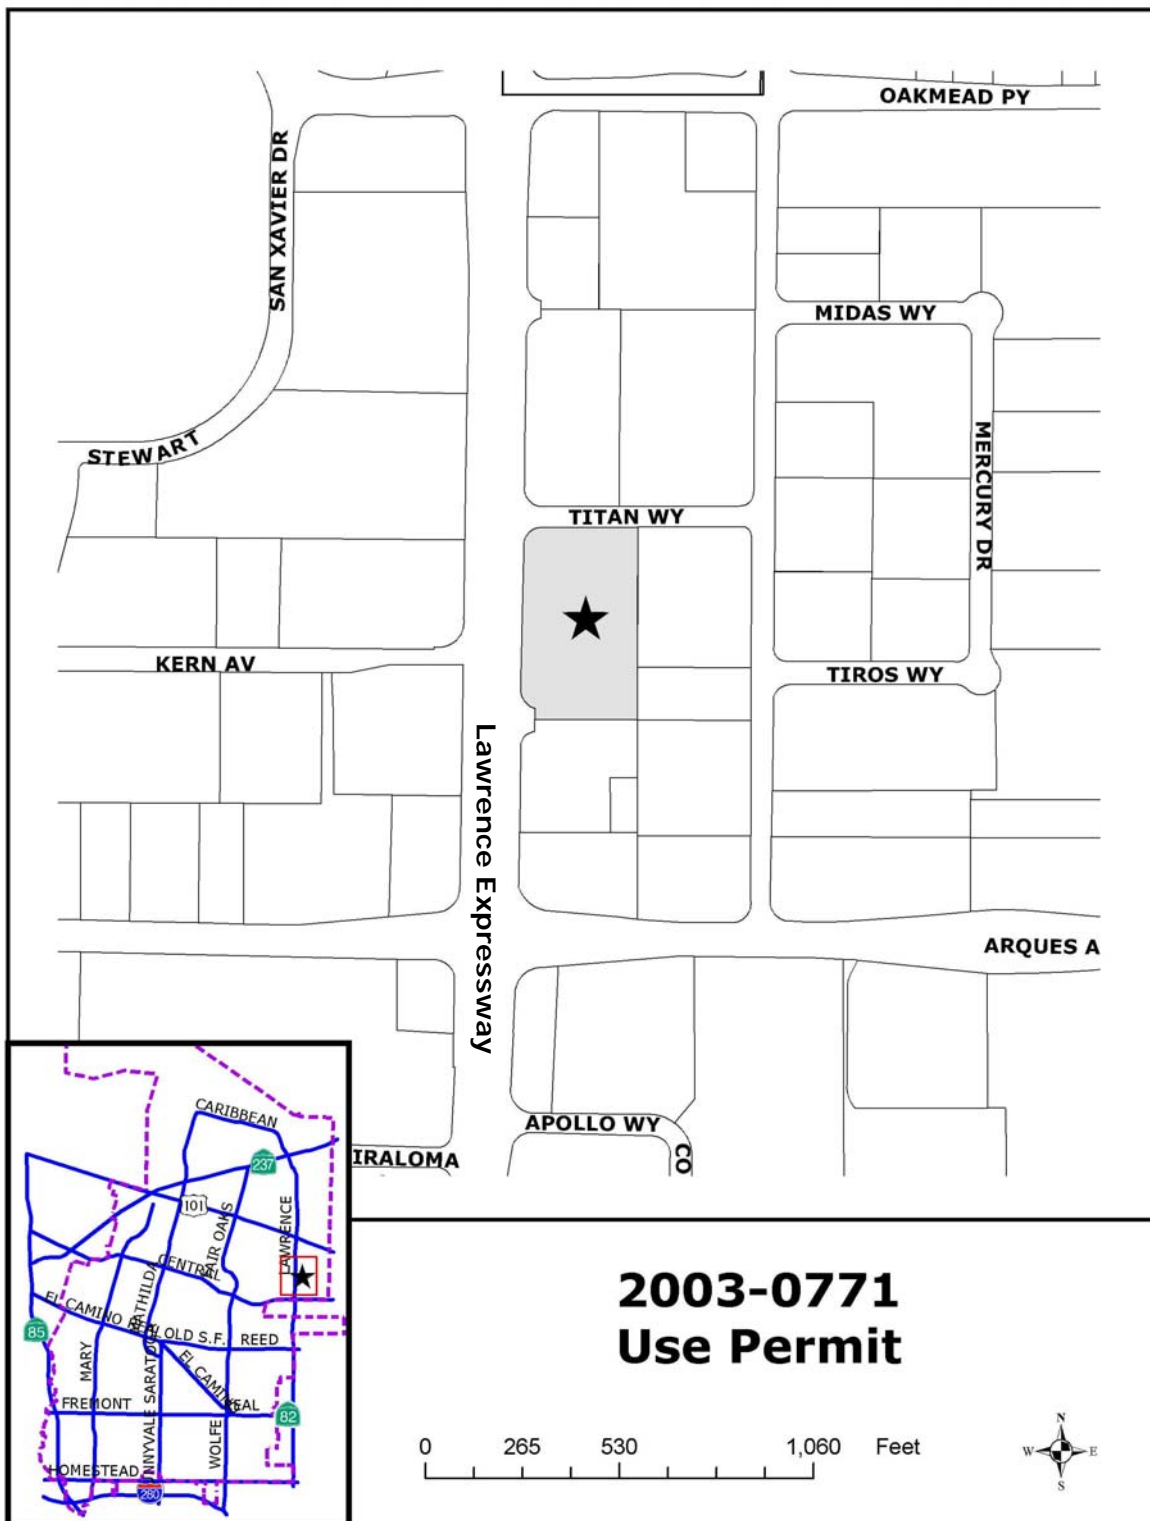 OAKMEAD PY
SAN XAVIER DR
MIDAS WY
STEWART
MERCURY DR
TITAN WY
KERN AV
TIROS WY
Lawrence Expressway
ARQUES A
APOLLO WY
CO
IRALOMA
CARIBBEAN
237
101
FAIR OAKS
LAWRENCE
CENTRAL
MATHILDA
EL CAMINO REAL
OLD S.F.
REED
85
MARY
SUNNYVALE SARATOGA
EL CAMINO
REAL
FREMONT
82
WOLFE
HOMESTEAD
280
2003-0771
Use Permit
0 265 530 1,060 Feet
N
W E
S